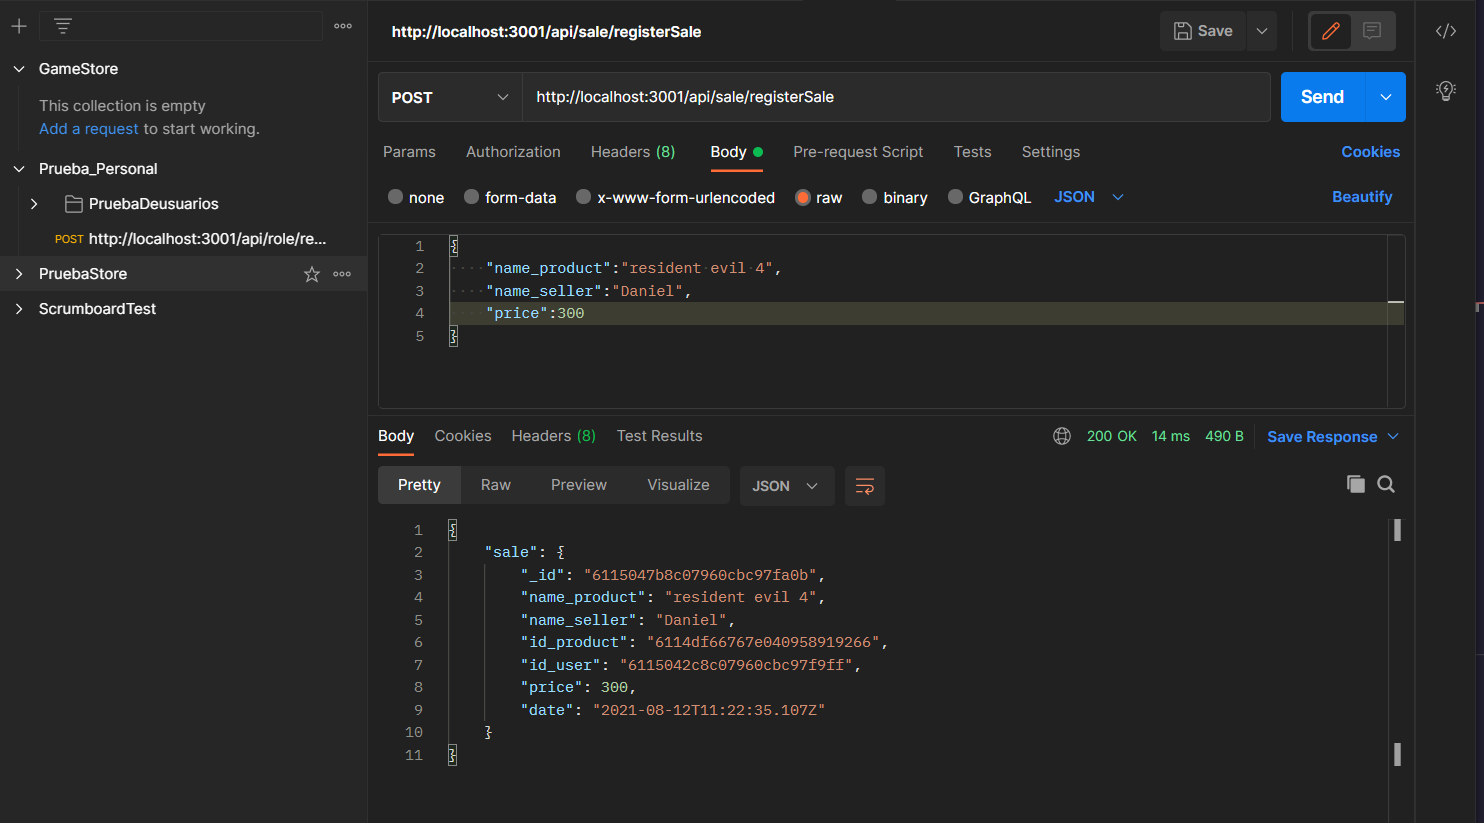 GameStore
This collection is empty
Add a request to start working.
Prueba_Personal
PruebaDeusuarios
POST http://localhost:3001/api/role/re...
PruebaStore
ScrumboardTest
http://localhost:3001/api/sale/registerSale
Save
POST http://localhost:3001/api/sale/registerSale Send
Params Authorization Headers (8) Body Pre-request Script Tests Settings Cookies
none form-data x-www-form-urlencoded raw binary GraphQL JSON Beautify
1 {
2 "name_product":"resident evil 4",
3 "name_seller":"Daniel",
4 "price":300
5 }
Body Cookies Headers (8) Test Results 200 OK 14 ms 490 B Save Response
Pretty Raw Preview Visualize JSON
1 {
2 "sale": {
3 "_id": "6115047b8c07960cbc97fa0b",
4 "name_product": "resident evil 4",
5 "name_seller": "Daniel",
6 "id_product": "6114df66767e040958919266",
7 "id_user": "6115042c8c07960cbc97f9ff",
8 "price": 300,
9 "date": "2021-08-12T11:22:35.107Z"
10 }
11 }